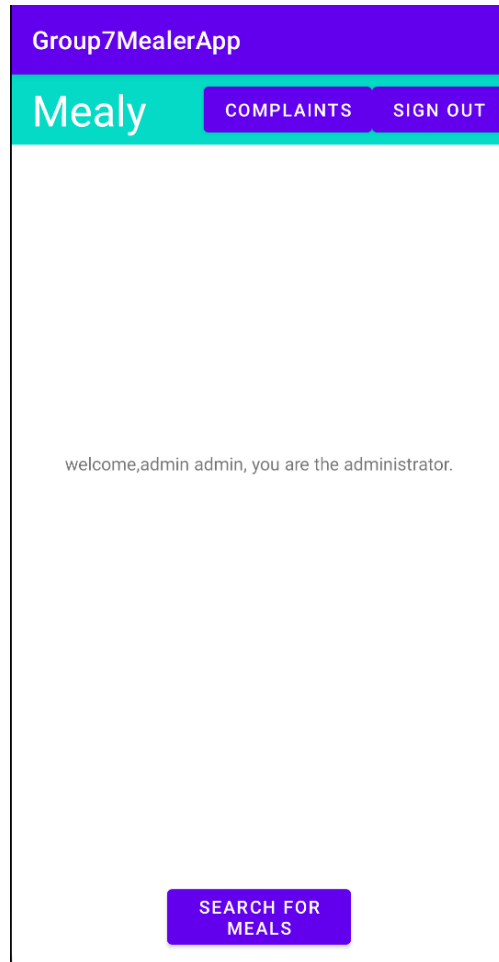 Group7MealerApp
Mealy
COMPLAINTS
SIGN OUT
welcome,admin admin, you are the administrator.
SEARCH FOR
MEALS